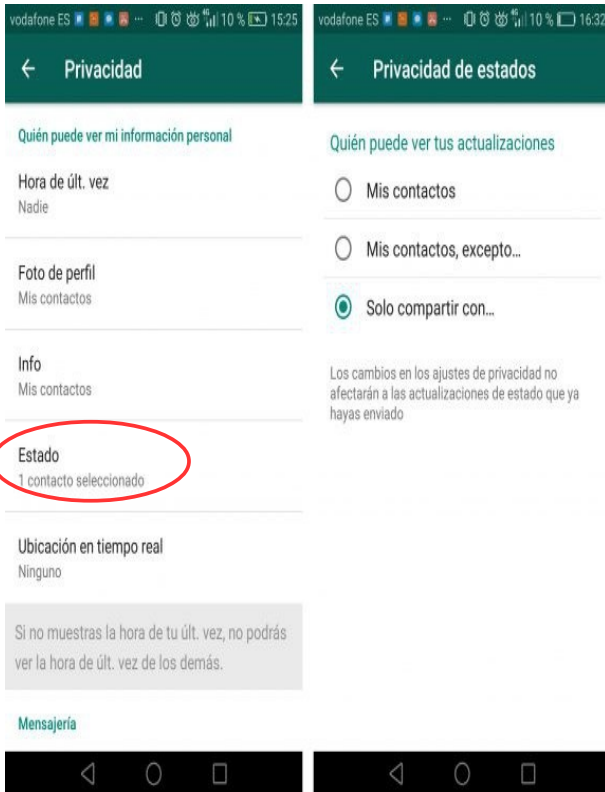 vodafone ES 4G 10 % 15:25
Privacidad
Quién puede ver mi información personal
Hora de últ. vez
Nadie
Foto de perfil
Mis contactos
Info
Mis contactos
Estado
1 contacto seleccionado
Ubicación en tiempo real
Ninguno
Si no muestras la hora de tu últ. vez, no podrás
ver la hora de últ. vez de los demás.
Mensajería
vodafone ES 4G 10 % 16:32
Privacidad de estados
Quién puede ver tus actualizaciones
Mis contactos
Mis contactos, excepto...
Solo compartir con...
Los cambios en los ajustes de privacidad no
afectarán a las actualizaciones de estado que ya
hayas enviado